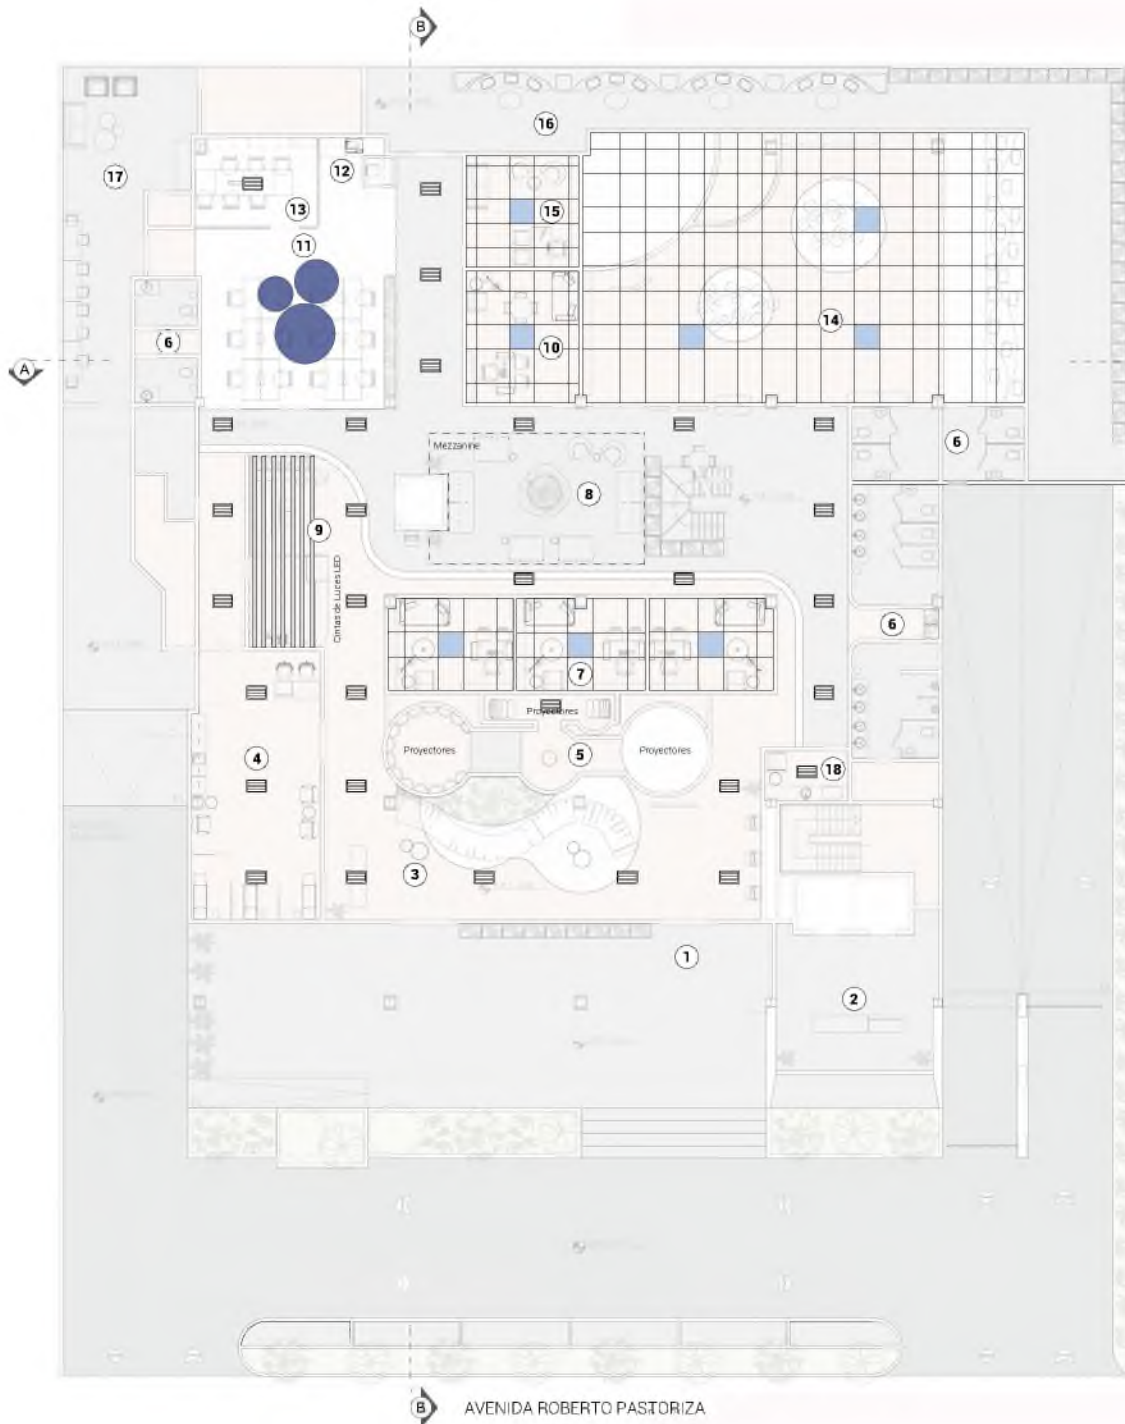 B
16
17
12
15
13
11
14
10
6
A
6
Mezzanine
8
9
Cintas de Luces LED
6
7
Proyectores
Proyectores
5
Proyectores
4
18
3
1
2
B
AVENIDA ROBERTO PASTORIZA